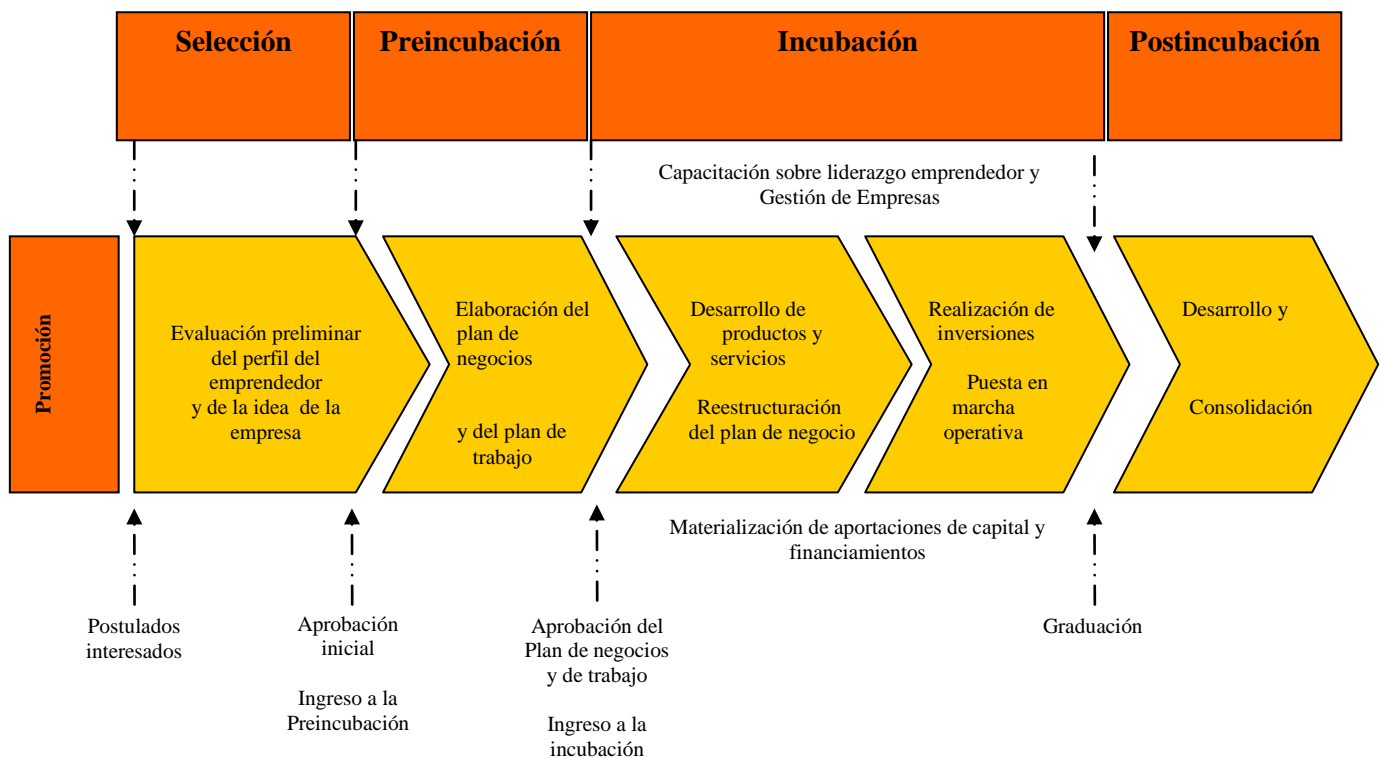 Selección
Preincubación
Incubación
Postincubación
Capacitación sobre liderazgo emprendedor y
Gestión de Empresas
Promoción
Evaluación preliminar
del perfil del
emprendedor
y de la idea de la
empresa
Elaboración del
plan de
negocios
y del plan de
trabajo
Desarrollo de
productos y
servicios
Reestructuración
del plan de negocio
Realización de
inversiones
Puesta en
marcha
operativa
Desarrollo y
Consolidación
Materialización de aportaciones de capital y
financiamientos
Postulados
interesados
Aprobación
inicial
Ingreso a la
Preincubación
Aprobación del
Plan de negocios
y de trabajo
Ingreso a la
incubación
Graduación